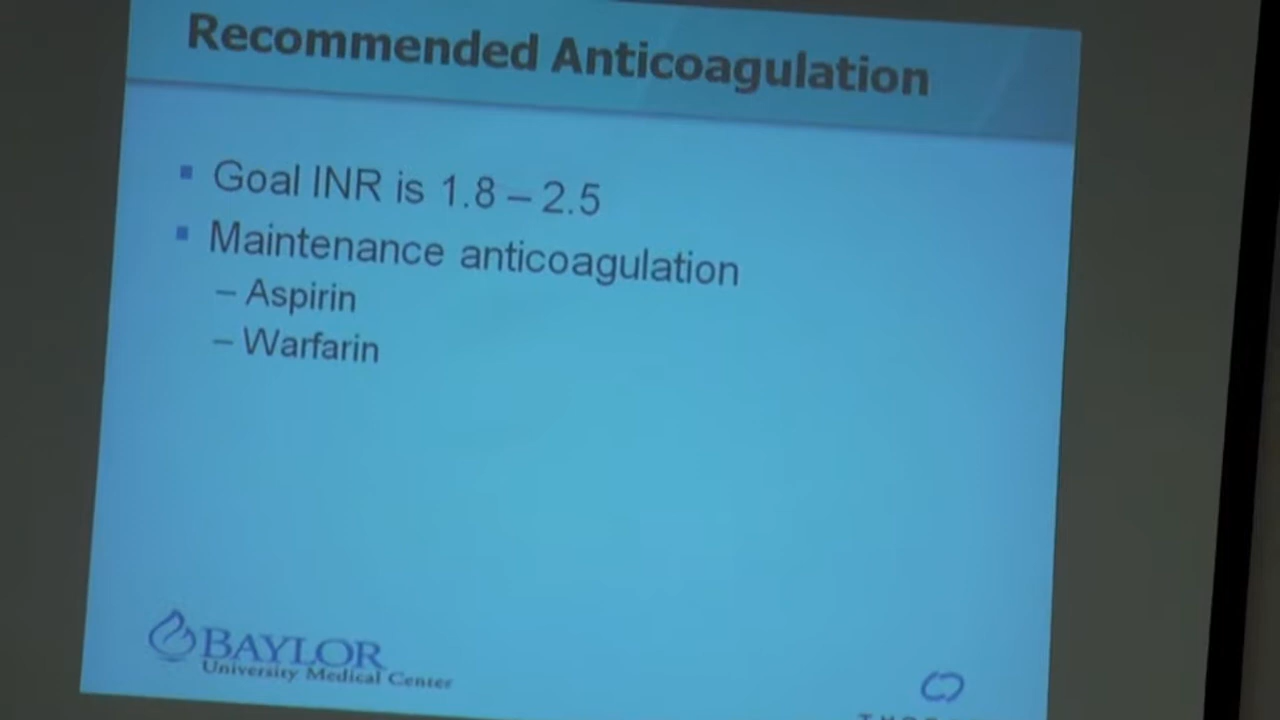 Recommended Anticoagulation
▪ Goal INR is 1.8 – 2.5
▪ Maintenance anticoagulation
– Aspirin
– Warfarin
BAYLOR
University Medical Center